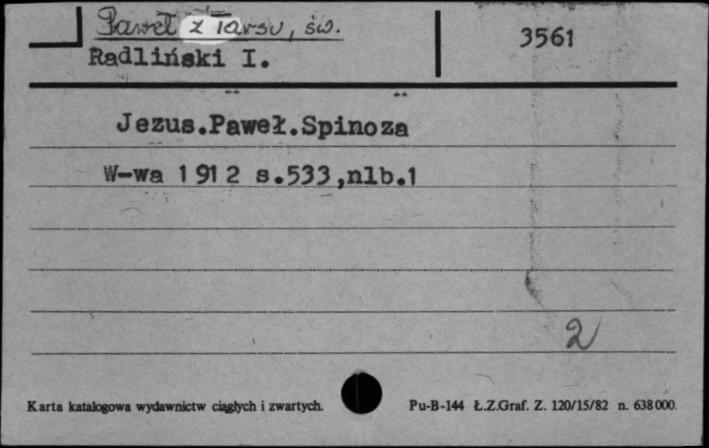 Paweł z Tarsu, św.
3561
Radliński I.
Jezus.Paweł.Spinoza
W-wa 1912 s.533,nlb.1
2
Karta katalogowa wydawnictw ciągłych i zwartych.
Pu-B-144 Ł.Z.Graf. Z. 120/15/82 n. 638000.